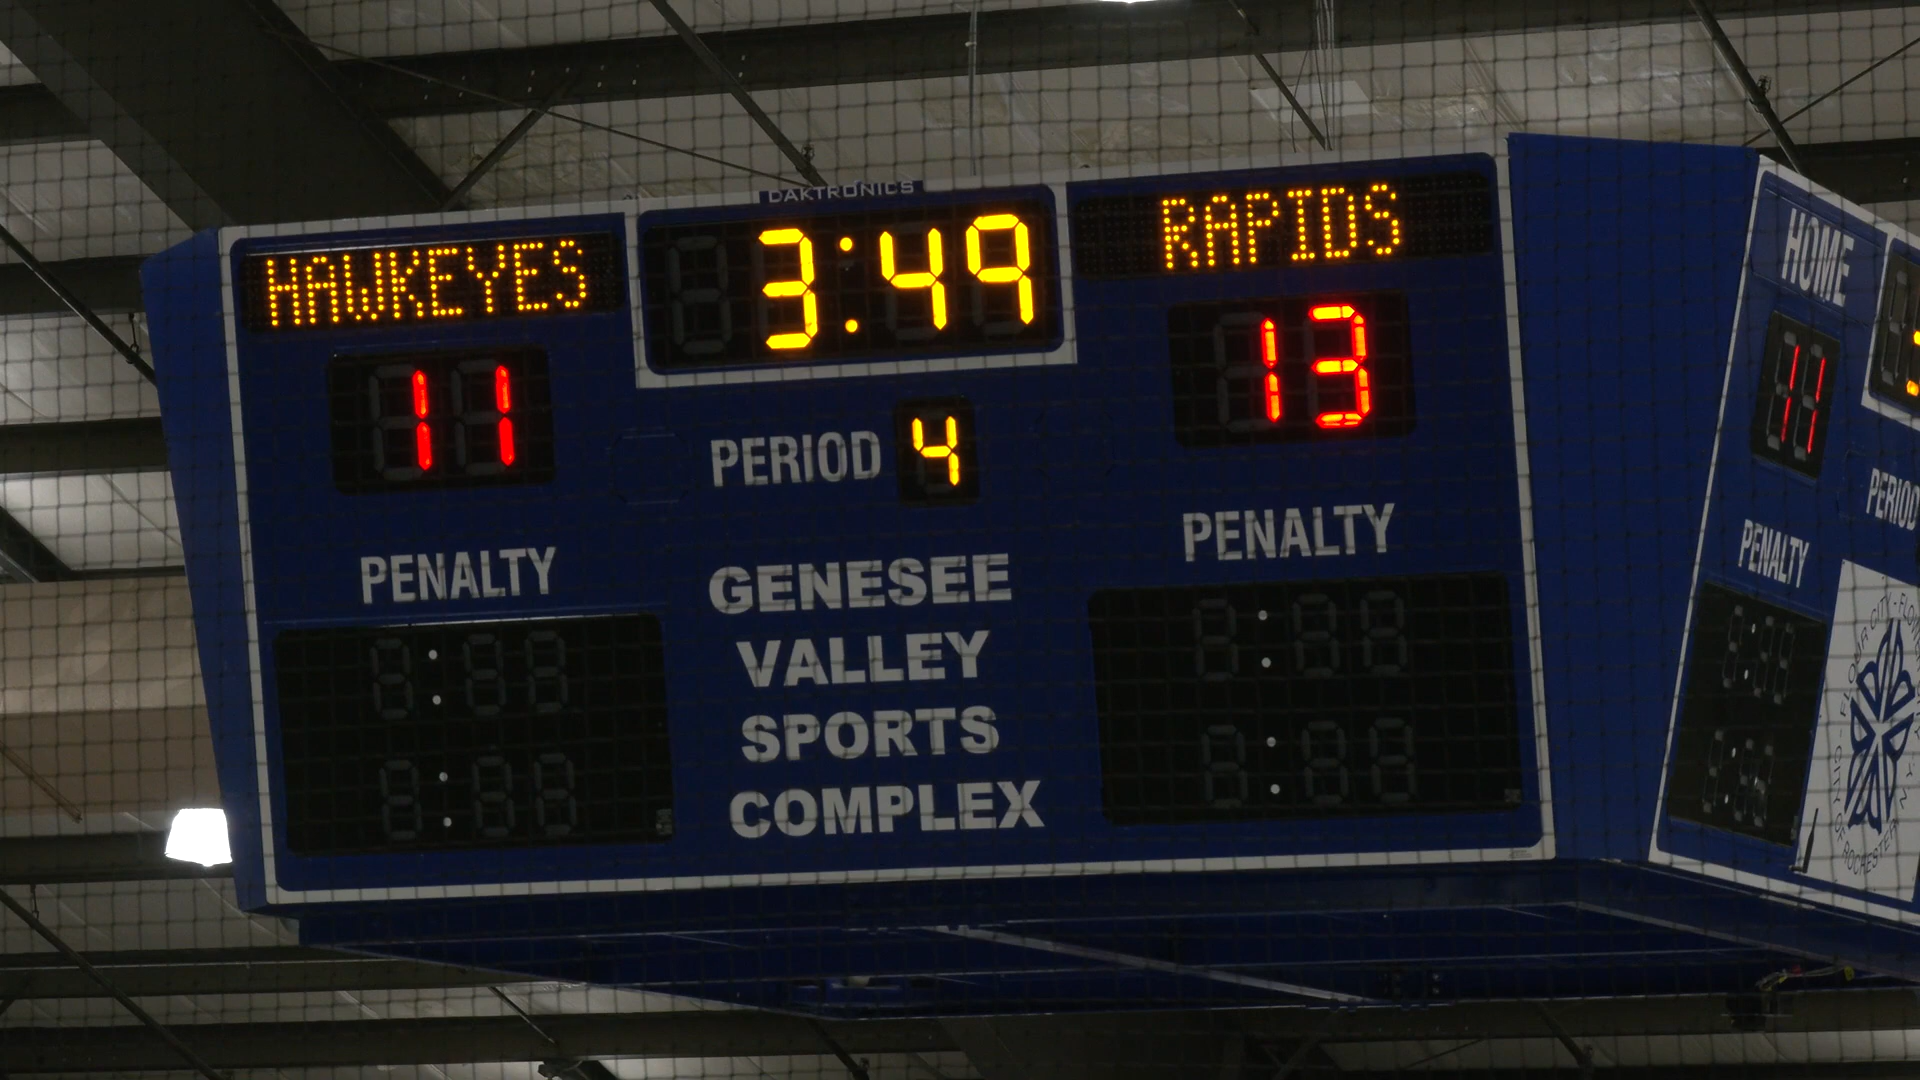 DAKTRONICS
HAWKEYES 3:49 RAPIDS
11 13
PERIOD 4
PENALTY PENALTY
GENESEE
VALLEY
SPORTS
COMPLEX
HOME
11
PERIOD
PENALTY
ROCHESTER